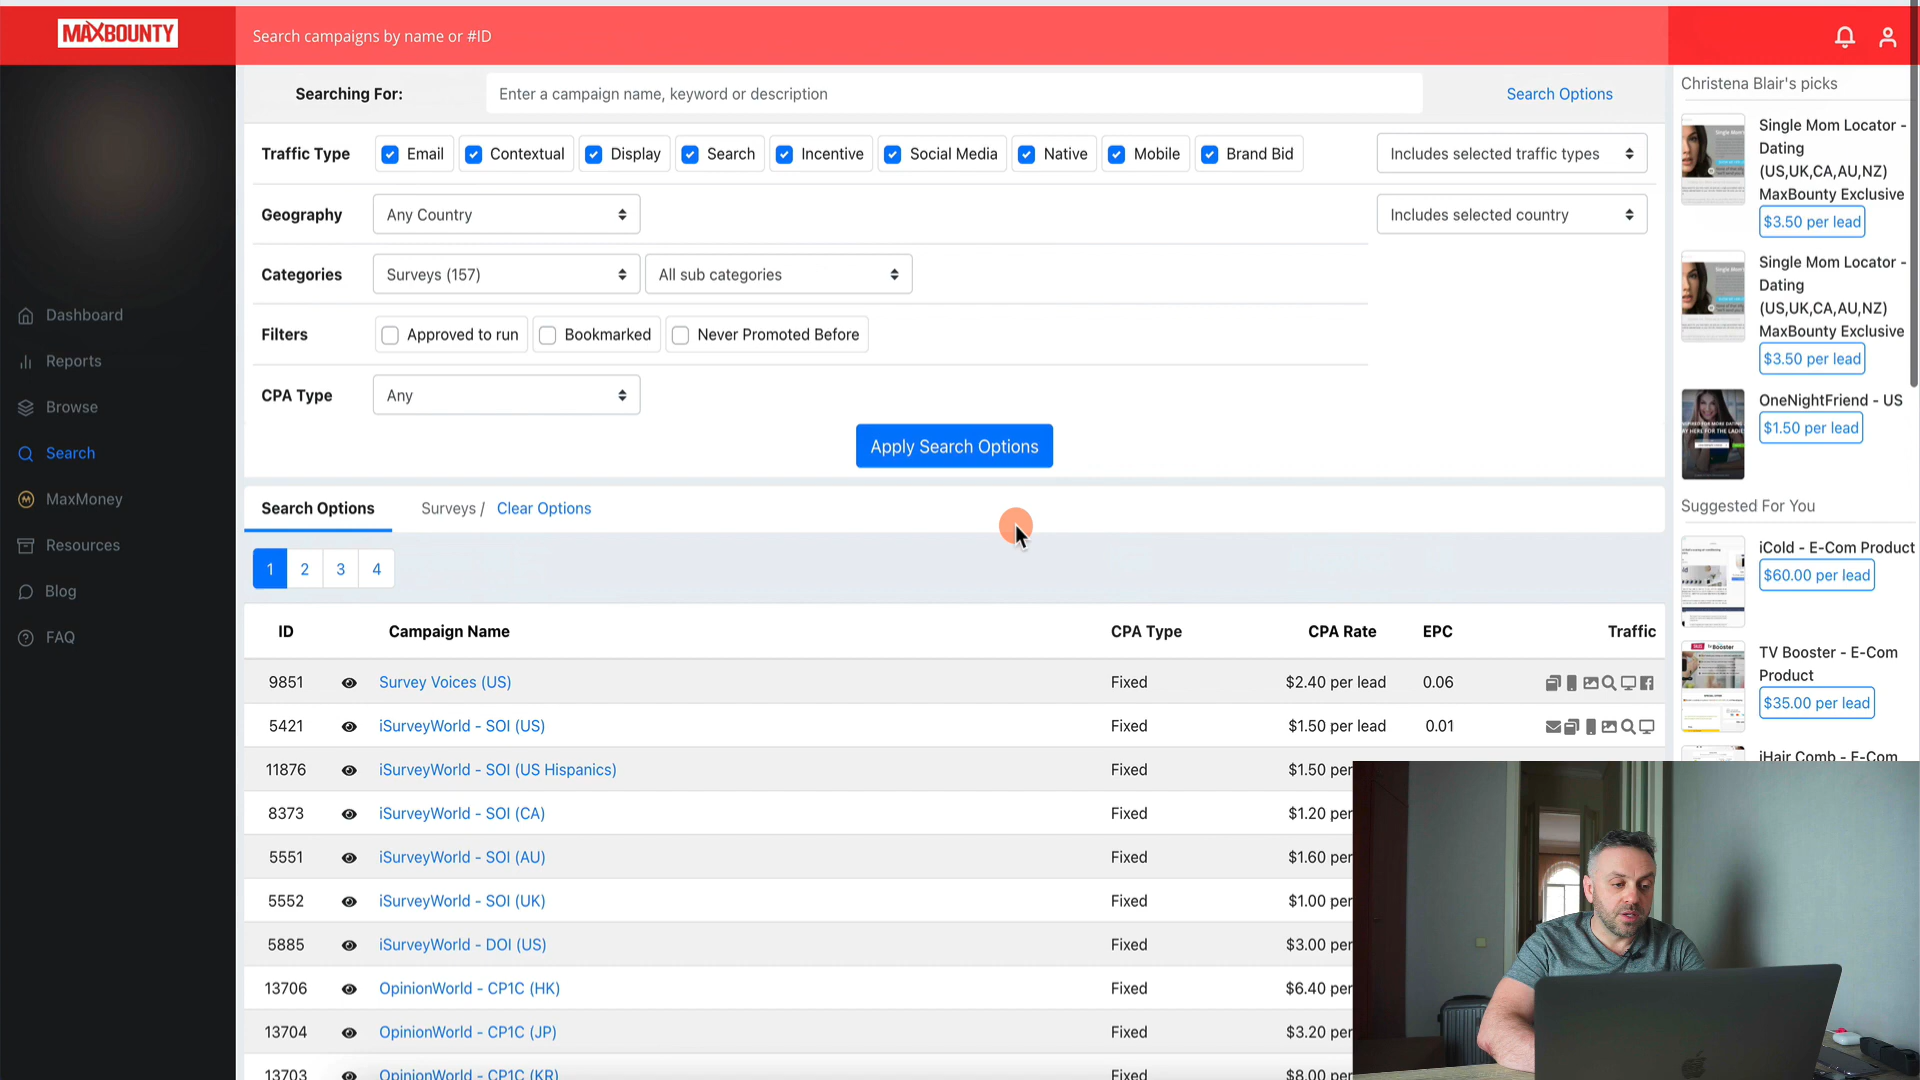 MAXBOUNTY
Search campaigns by name or #ID
Searching For:
Enter a campaign name, keyword or description
Search Options
Traffic Type
Email
Contextual
Display
Search
Incentive
Social Media
Native
Mobile
Brand Bid
Includes selected traffic types
Geography
Any Country
Includes selected country
Categories
Surveys (157)
All sub categories
Filters
Approved to run
Bookmarked
Never Promoted Before
CPA Type
Any
Apply Search Options
Dashboard
Reports
Browse
Search
MaxMoney
Resources
Blog
FAQ
Search Options
Surveys / Clear Options
1 2 3 4
ID Campaign Name CPA Type CPA Rate EPC Traffic
9851 Survey Voices (US) Fixed $2.40 per lead 0.06
5421 iSurveyWorld - SOI (US) Fixed $1.50 per lead 0.01
11876 iSurveyWorld - SOI (US Hispanics) Fixed $1.50 per
8373 iSurveyWorld - SOI (CA) Fixed $1.20 per
5551 iSurveyWorld - SOI (AU) Fixed $1.60 per
5552 iSurveyWorld - SOI (UK) Fixed $1.00 per
5885 iSurveyWorld - DOI (US) Fixed $3.00 per
13706 OpinionWorld - CP1C (HK) Fixed $6.40 per
13704 OpinionWorld - CP1C (JP) Fixed $3.20 per
13703 OpinionWorld - CP1C (KR) Fixed $8.00 per
Christena Blair's picks
Single Mom Locator -
Dating
(US,UK,CA,AU,NZ)
MaxBounty Exclusive
$3.50 per lead
Single Mom Locator -
Dating
(US,UK,CA,AU,NZ)
MaxBounty Exclusive
$3.50 per lead
OneNightFriend - US
$1.50 per lead
Suggested For You
iCold - E-Com Product
$60.00 per lead
TV Booster - E-Com
Product
$35.00 per lead
iHair Comb - E-Com